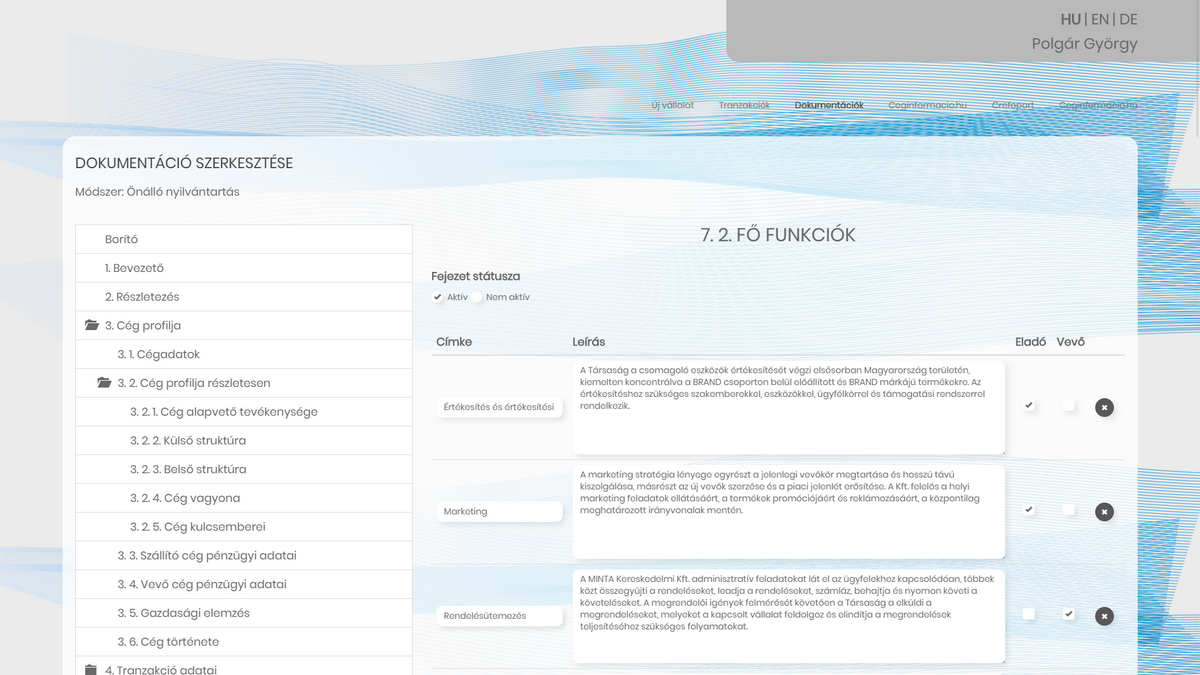 HU | EN | DE
Polgár György
Új vállalat Tranzakciók Dokumentációk Ceginformacio.hu Crefoport Ceginformacio.hu
DOKUMENTÁCIÓ SZERKESZTÉSE
Módszer: Önálló nyilvántartás
Borító
1. Bevezető
2. Részletezés
3. Cég profilja
3. 1. Cégadatok
3. 2. Cég profilja részletesen
3. 2. 1. Cég alapvető tevékenysége
3. 2. 2. Külső struktúra
3. 2. 3. Belső struktúra
3. 2. 4. Cég vagyona
3. 2. 5. Cég kulcsemberei
3. 3. Szállító cég pénzügyi adatai
3. 4. Vevő cég pénzügyi adatai
3. 5. Gazdasági elemzés
3. 6. Cég története
4. Tranzakció adatai
7. 2. FŐ FUNKCIÓK
Fejezet státusza
Aktív Nem aktív
Címke Leírás Eladó Vevő
Értékesítés és értékesítési
A Társaság a csomagoló eszközök értékesítését végzi elsősorban Magyarország területén,
kiemelten koncentrálva a BRAND csoporton belül előállított és BRAND márkájú termékekre. Az
értékesítéshez szükséges szakemberekkel, eszközökkel, ügyfélkörrel és támogatási rendszerrel
rendelkezik.
Marketing
A marketing stratégia lényege egyrészt a jelenlegi vevőkör megtartása és hosszú távú
kiszolgálása, másrészt az új vevők szerzése és a piaci jelenlét erősítése. A Kft. felelős a helyi
marketing feladatok ellátásáért, a termékek promóciójáért és reklámozásáért, a központilag
meghatározott irányvonalak mentén.
Rendelésütemezés
A MINTA Kereskedelmi Kft. adminisztratív feladatokat lát el az ügyfelekhez kapcsolódóan, többek
közt összegyűjti a rendeléseket, leadja a rendeléseket, számláz, behajtja és nyomon követi a
követeléseket. A megrendelői igények felmérését követően a Társaság a elküldi a
megrendeléseket, melyeket a kapcsolt vállalat feldolgoz és elindítja a megrendelések
teljesítéséhez szükséges folyamatokat.